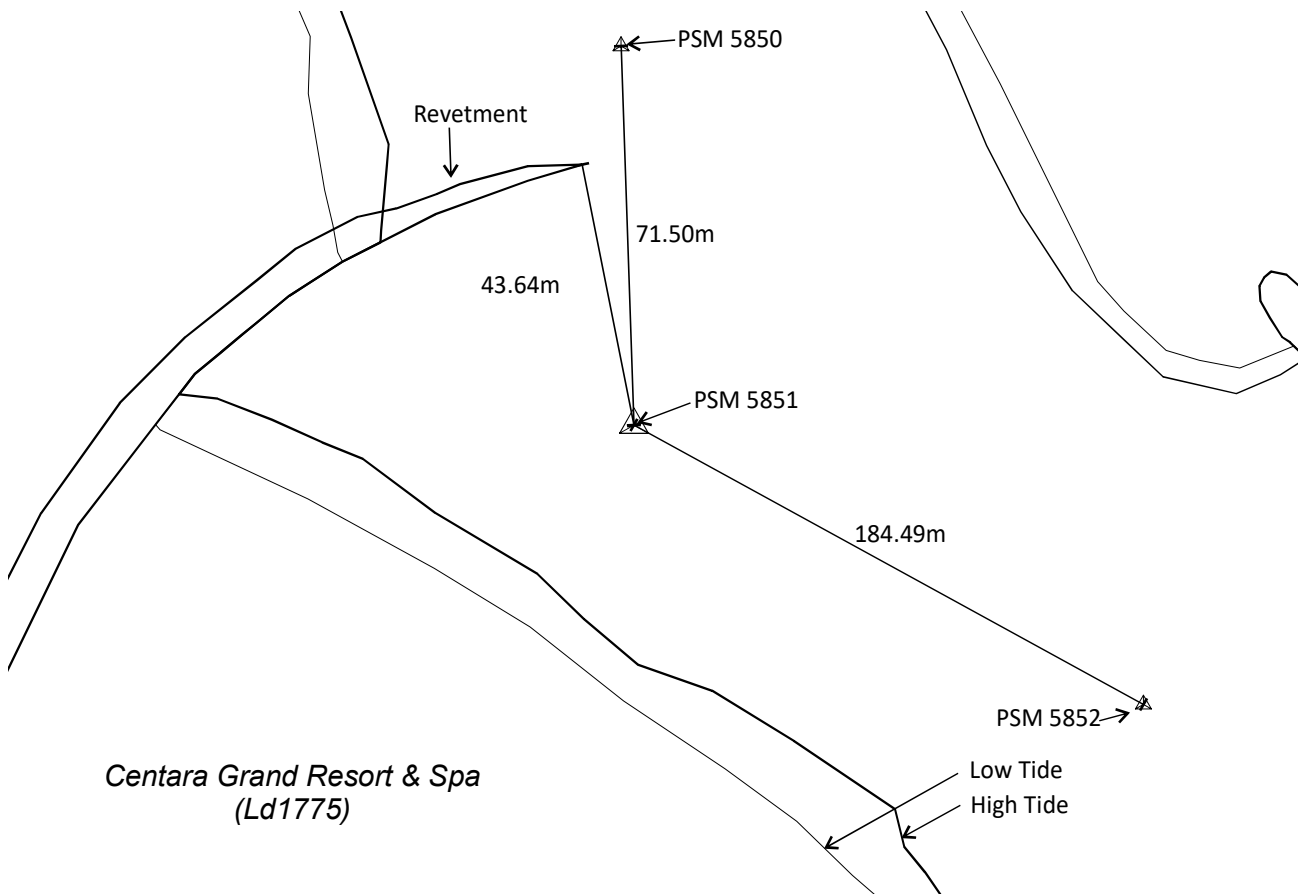 PSM 5850
Revetment
71.50m
43.64m
PSM 5851
184.49m
PSM 5852
Low Tide
High Tide
Centara Grand Resort & Spa
(Ld1775)